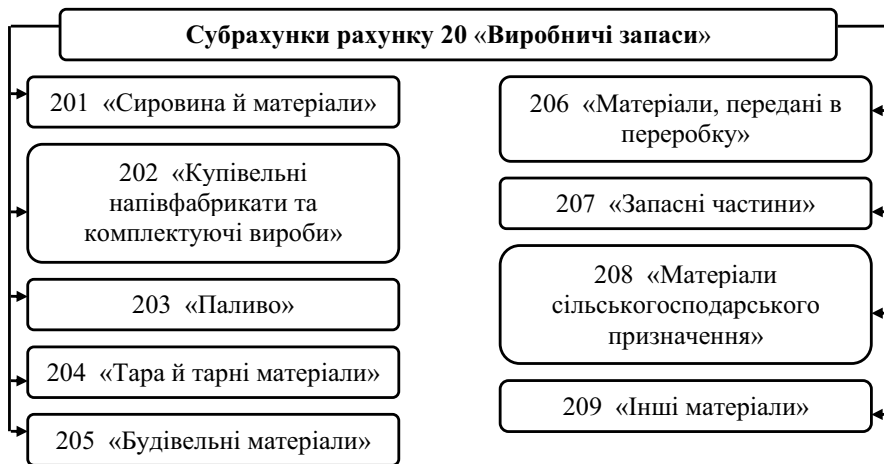 Субрахунки рахунку 20 «Виробничі запаси»
201 «Сировина й матеріали»
202 «Купівельні
напівфабрикати та
комплектуючі вироби»
203 «Паливо»
204 «Тара й тарні матеріали»
205 «Будівельні матеріали»
206 «Матеріали, передані в
переробку»
207 «Запасні частини»
208 «Матеріали
сільськогосподарського
призначення»
209 «Інші матеріали»